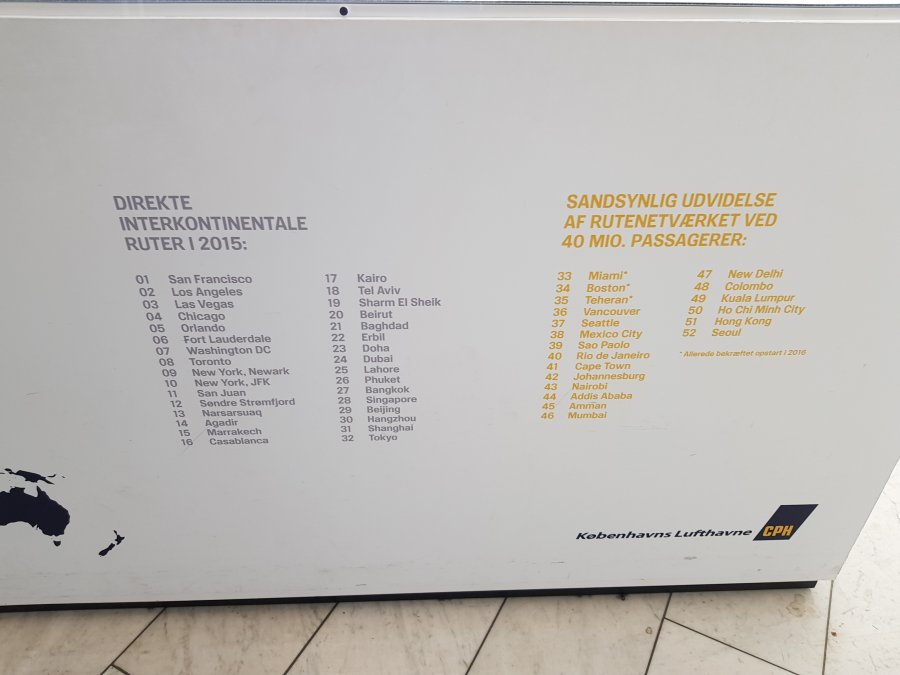 DIREKTE
INTERKONTINENTALE
RUTER I 2015:
01 San Francisco
02 Los Angeles
03 Las Vegas
04 Chicago
05 Orlando
06 Fort Lauderdale
07 Washington DC
08 Toronto
09 New York, Newark
10 New York, JFK
11 San Juan
12 Søndre Strømfjord
13 Narsarsuaq
14 Agadir
15 Marrakech
16 Casablanca
17 Kairo
18 Tel Aviv
19 Sharm El Sheik
20 Beirut
21 Baghdad
22 Erbil
23 Doha
24 Dubai
25 Lahore
26 Phuket
27 Bangkok
28 Singapore
29 Beijing
30 Hangzhou
31 Shanghai
32 Tokyo
SANDSYNLIG UDVIDELSE
AF RUTENETVÆRKET VED
40 MIO. PASSAGERER:
33 Miami*
34 Boston*
35 Teheran*
36 Vancouver
37 Seattle
38 Mexico City
39 Sao Paolo
40 Rio de Janeiro
41 Cape Town
42 Johannesburg
43 Nairobi
44 Addis Ababa
45 Amman
46 Mumbai
47 New Delhi
48 Colombo
49 Kuala Lumpur
50 Ho Chi Minh City
51 Hong Kong
52 Seoul
* Allerede bekræftet opstart i 2016
Københavns Lufthavne CPH